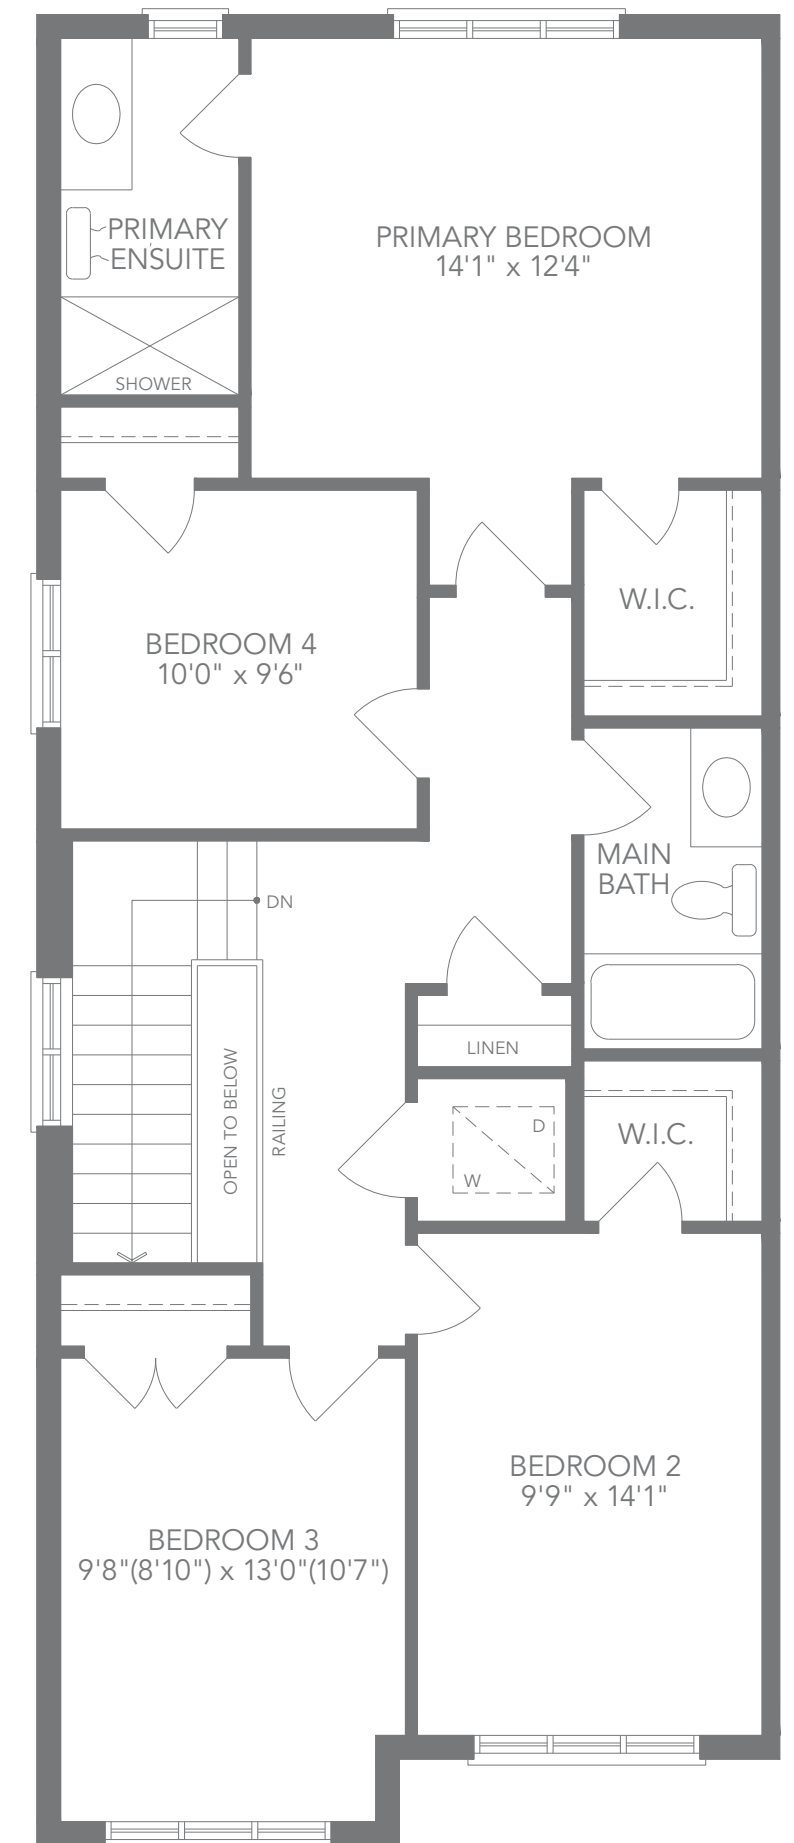 PRIMARY
ENSUITE
PRIMARY BEDROOM
14'1" x 12'4"
SHOWER
W.I.C.
BEDROOM 4
10'0" x 9'6"
MAIN
BATH
DN
LINEN
OPEN TO BELOW
RAILING
D
W
W.I.C.
BEDROOM 2
9'9" x 14'1"
BEDROOM 3
9'8"(8'10") x 13'0"(10'7")